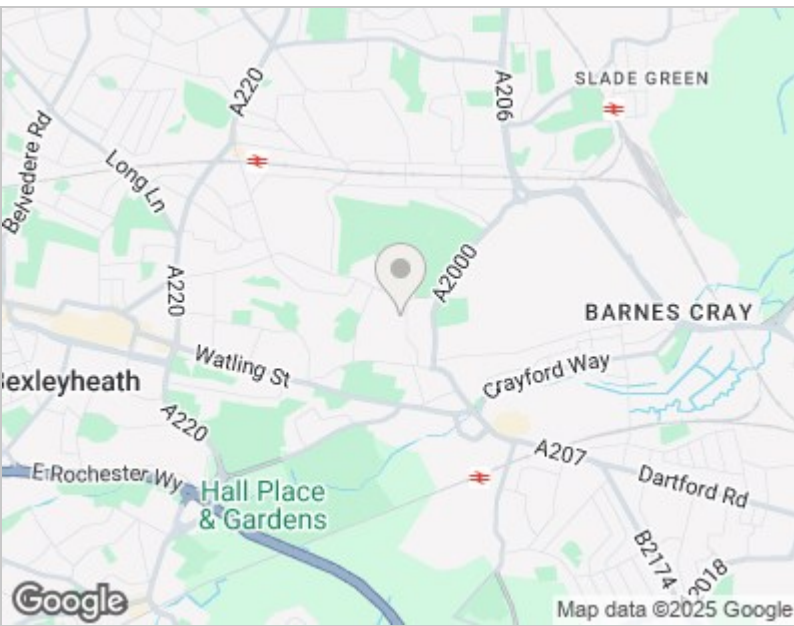 A220
A206
SLADE GREEN
Belvedere Rd
Long Ln
A220
A2000
BARNES CRAY
Watling St
Crayford Way
Bexleyheath
A220
A207
E Rochester Wy
Dartford Rd
Hall Place
& Gardens
B2174
A2018
Google
Map data ©2025 Google